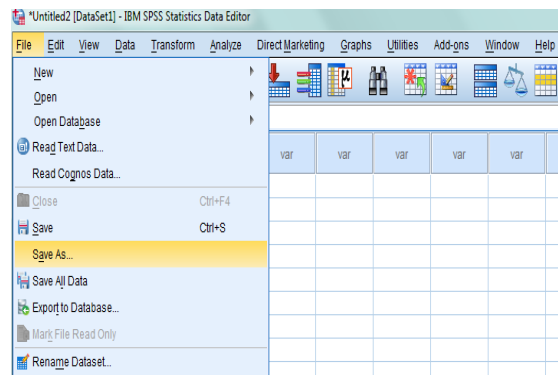 *Untitled2 [DataSet1] - IBM SPSS Statistics Data Editor
File Edit View Data Transform Analyze Direct Marketing Graphs Utilities Add-ons Window Help
New
Open
Open Database
Read Text Data...
Read Cognos Data...
Close Ctrl+F4
Save Ctrl+S
Save As...
Save All Data
Export to Database...
Mark File Read Only
Rename Dataset...
var var var var var